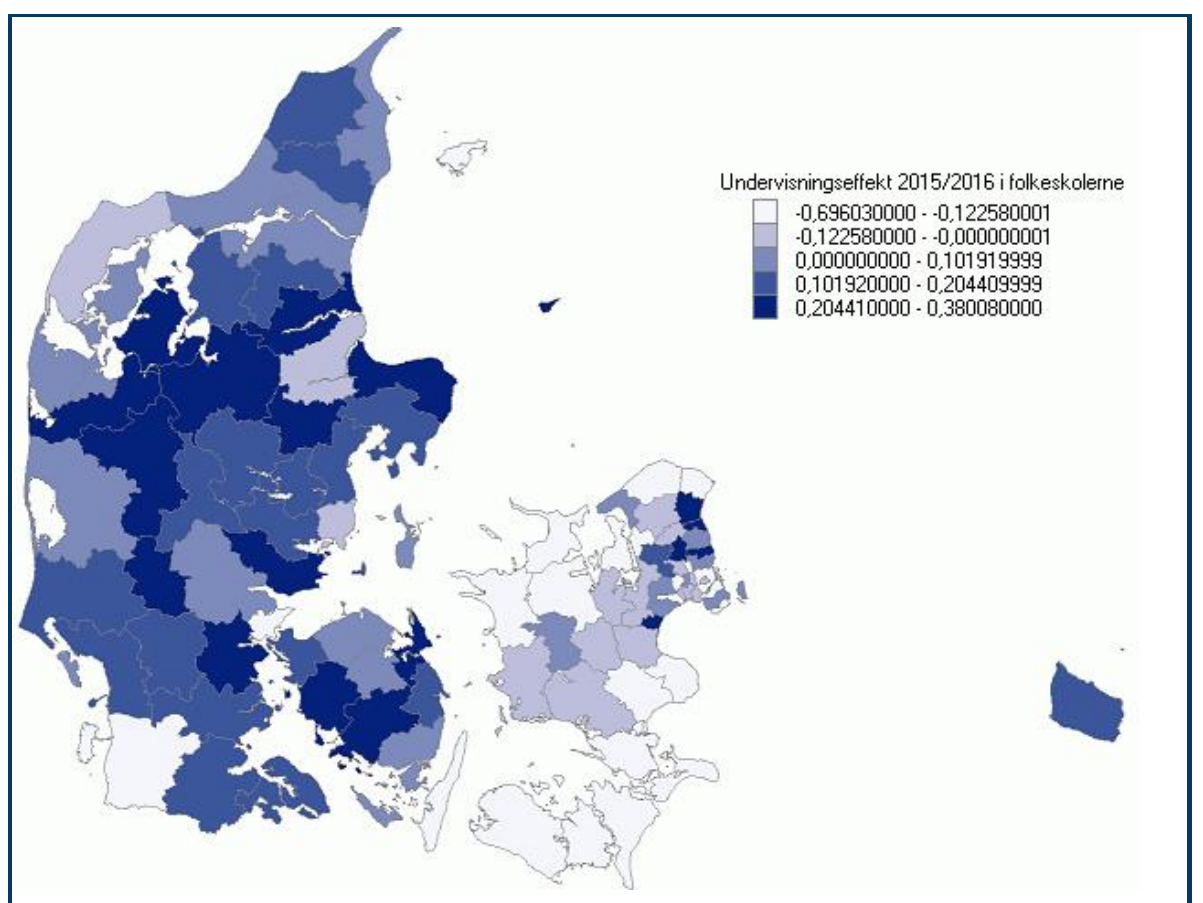 Undervisningseffekt 2015/2016 i folkeskolerne
-0,696030000 - -0,122580001
-0,122580000 - -0,000000001
0,000000000 - 0,101919999
0,101920000 - 0,204409999
0,204410000 - 0,380080000